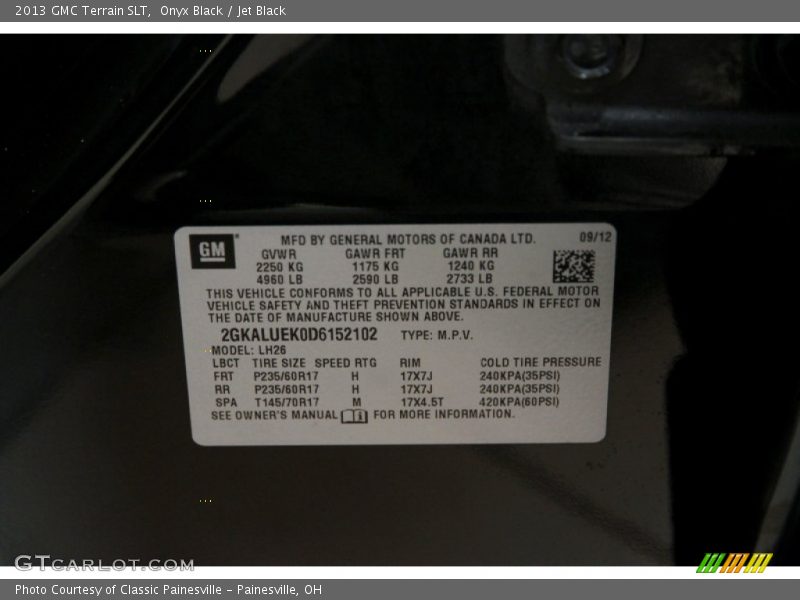 2013 GMC Terrain SLT,  Onyx Black / Jet Black
GM
MFD BY GENERAL MOTORS OF CANADA LTD. 09/12
GVWR GAWR FRT GAWR RR
2250 KG 1175 KG 1240 KG
4960 LB 2590 LB 2733 LB
THIS VEHICLE CONFORMS TO ALL APPLICABLE U.S. FEDERAL MOTOR
VEHICLE SAFETY AND THEFT PREVENTION STANDARDS IN EFFECT ON
THE DATE OF MANUFACTURE SHOWN ABOVE.
2GKALUEK0D6152102 TYPE: M.P.V.
MODEL: LH26
LBCT TIRE SIZE SPEED RTG RIM COLD TIRE PRESSURE
FRT P235/60R17 H 17X7J 240KPA(35PSI)
RR P235/60R17 H 17X7J 240KPA(35PSI)
SPA T145/70R17 M 17X4.5T 420KPA(60PSI)
SEE OWNER'S MANUAL FOR MORE INFORMATION.
GTcarlot.com
Photo Courtesy of Classic Painesville - Painesville, OH